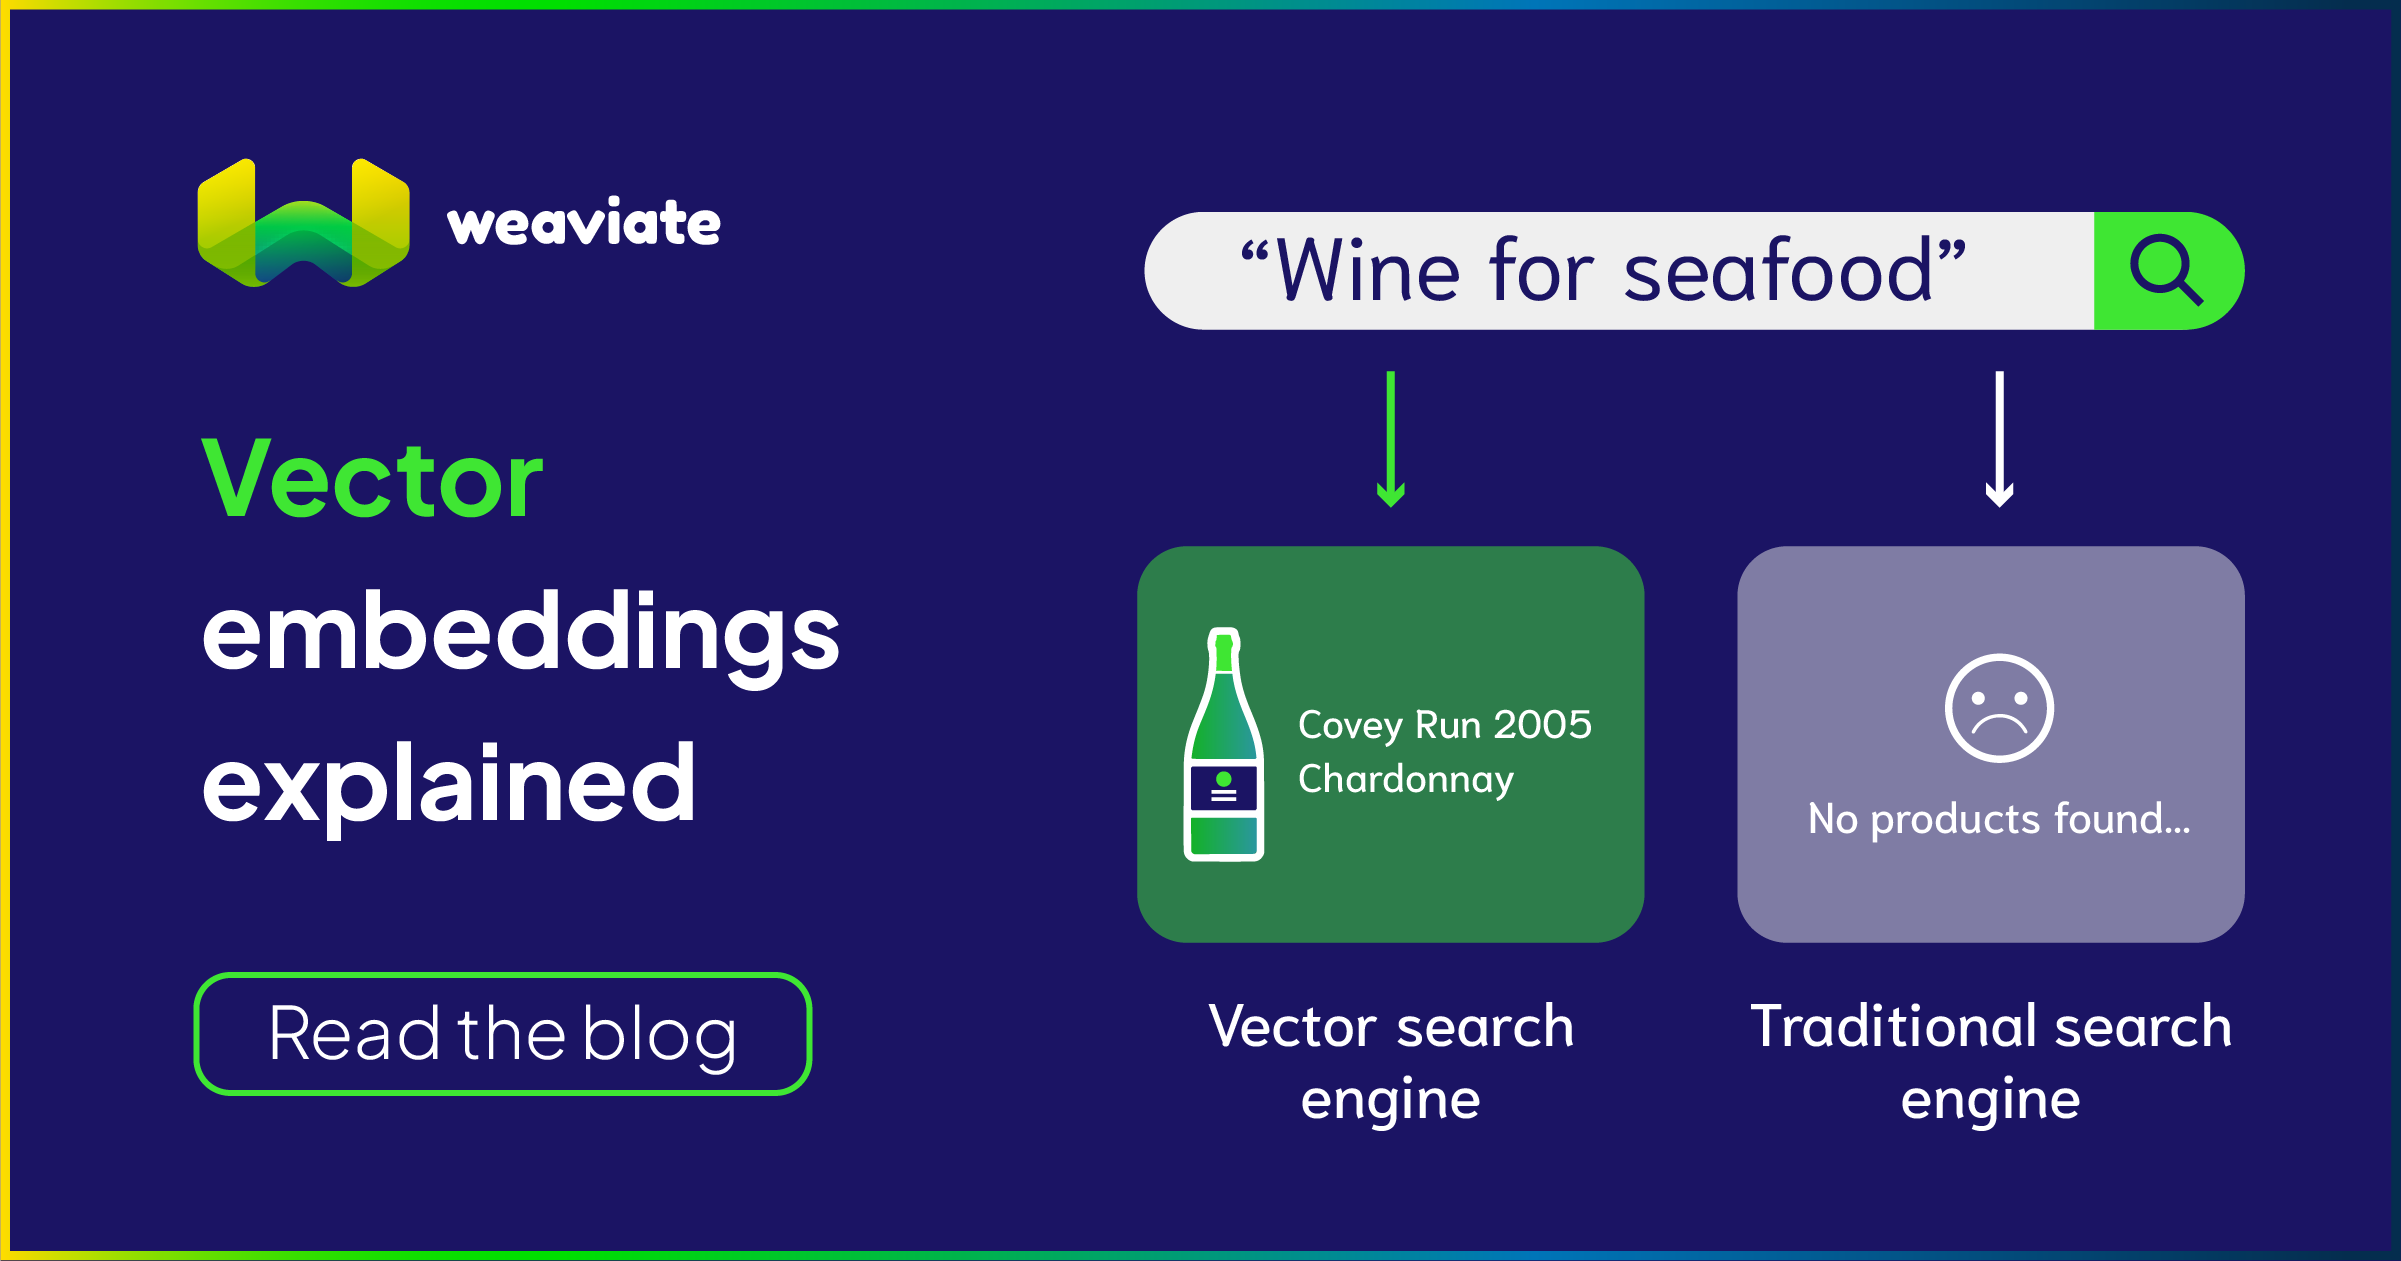 weaviate
Vector
embeddings
explained
Read the blog
“Wine for seafood”
Covey Run 2005
Chardonnay
Vector search
engine
No products found...
Traditional search
engine